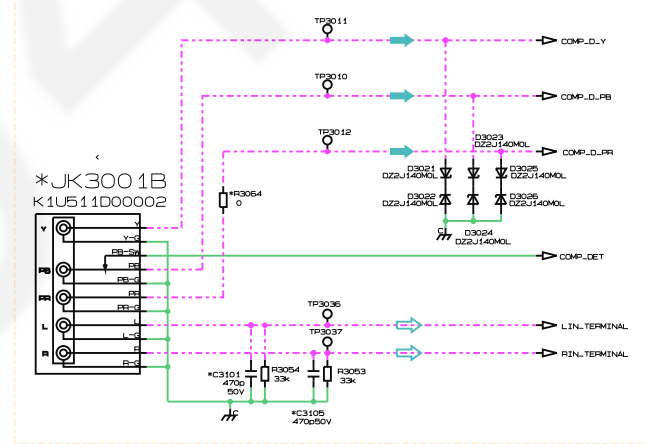 TP3011
COMP_D_Y
TP3010
COMP_D_PB
TP3012
COMP_D_PR
D3023
DZ2J140M0L
D3021
DZ2J140M0L
D3025
DZ2J140M0L
*JK3001B
K1U511D00002
*R3064
0
D3022
DZ2J140M0L
D3026
DZ2J140M0L
D3024
DZ2J140M0L
C
Y
Y
Y-G
PB-SW
COMP_DET
PB
PB
PB-G
PR
PR
PR-G
TP3036
L
L
LIN_TERMINAL
TP3037
L-G
R
R
RIN_TERMINAL
R-G
*C3101
470p
50V
R3054
33k
R3053
33k
C
*C3105
470p50V